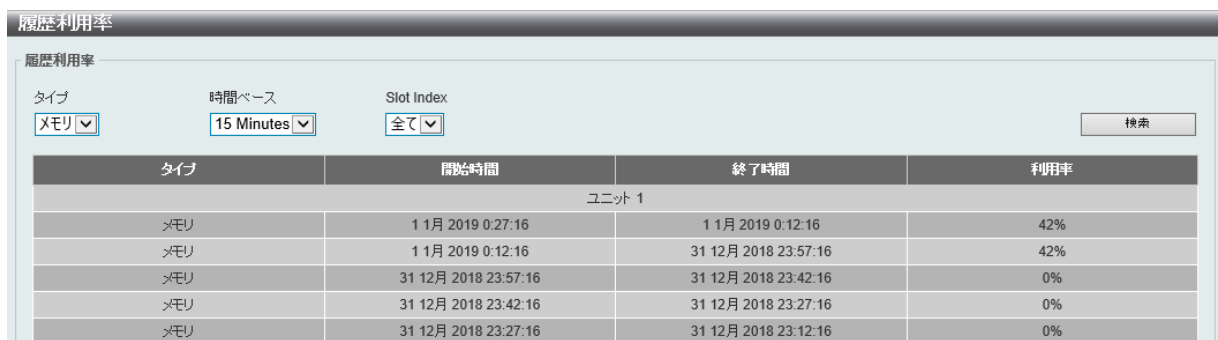 履歴利用率
履歴利用率
タイプ 時間ベース Slot Index
メモリ 15 Minutes 全て 検索
タイプ 開始時間 終了時間 利用率
ユニット 1
メモリ 1 1月 2019 0:27:16 1 1月 2019 0:12:16 42%
メモリ 1 1月 2019 0:12:16 31 12月 2018 23:57:16 42%
メモリ 31 12月 2018 23:57:16 31 12月 2018 23:42:16 0%
メモリ 31 12月 2018 23:42:16 31 12月 2018 23:27:16 0%
メモリ 31 12月 2018 23:27:16 31 12月 2018 23:12:16 0%